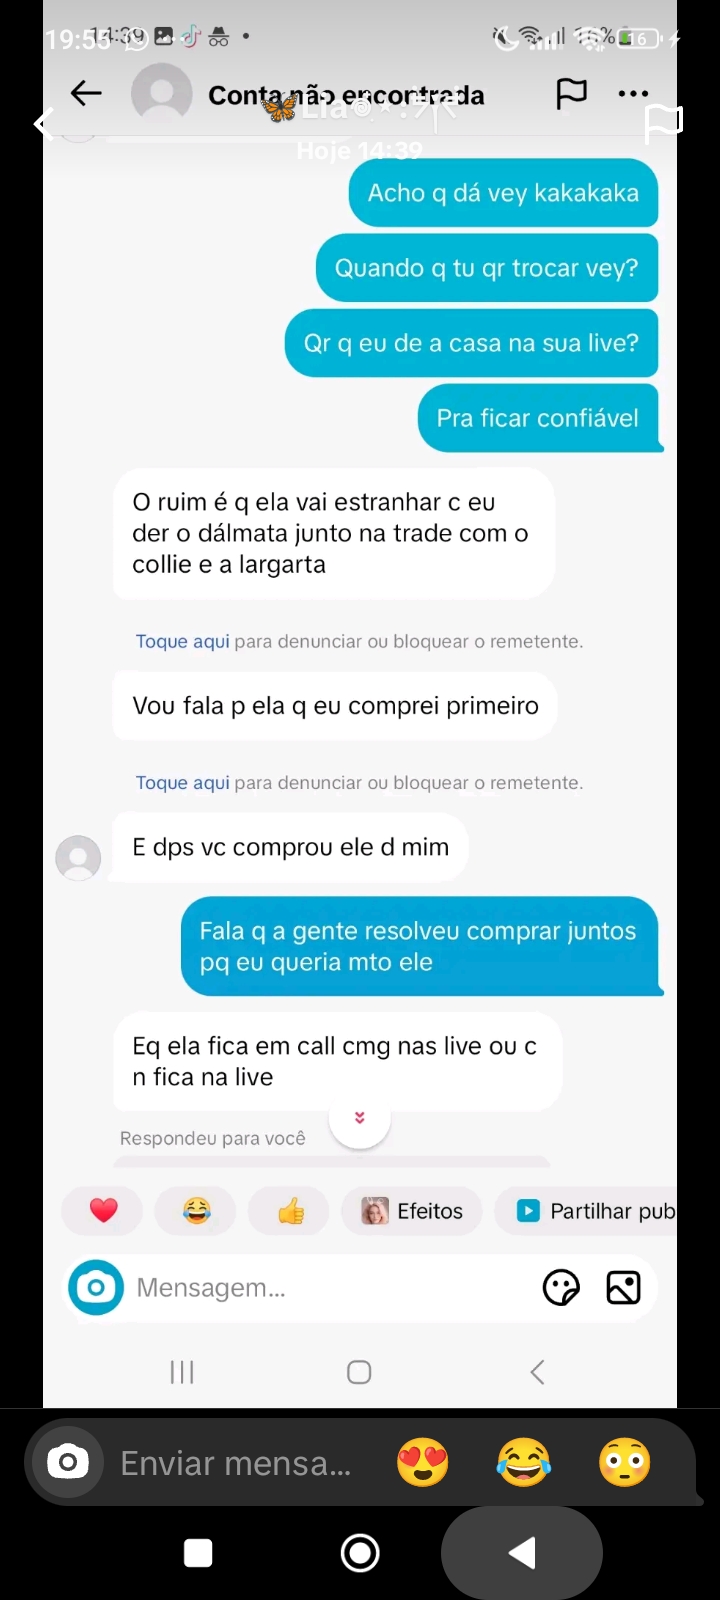 19:55 14:39 16% 16
Conta não encontrada
Lia
Hoje 14:39
Acho q dá vey kakakaka
Quando q tu qr trocar vey?
Qr q eu de a casa na sua live?
Pra ficar confiável
O ruim é q ela vai estranhar c eu
der o dálmata junto na trade com o
collie e a largarta
Toque aqui para denunciar ou bloquear o remetente.
Vou fala p ela q eu comprei primeiro
Toque aqui para denunciar ou bloquear o remetente.
E dps vc comprou ele d mim
Fala q a gente resolveu comprar juntos
pq eu queria mto ele
Eq ela fica em call cmg nas live ou c
n fica na live
Respondeu para você
Efeitos
Partilhar pub
Mensagem...
Enviar mensa...